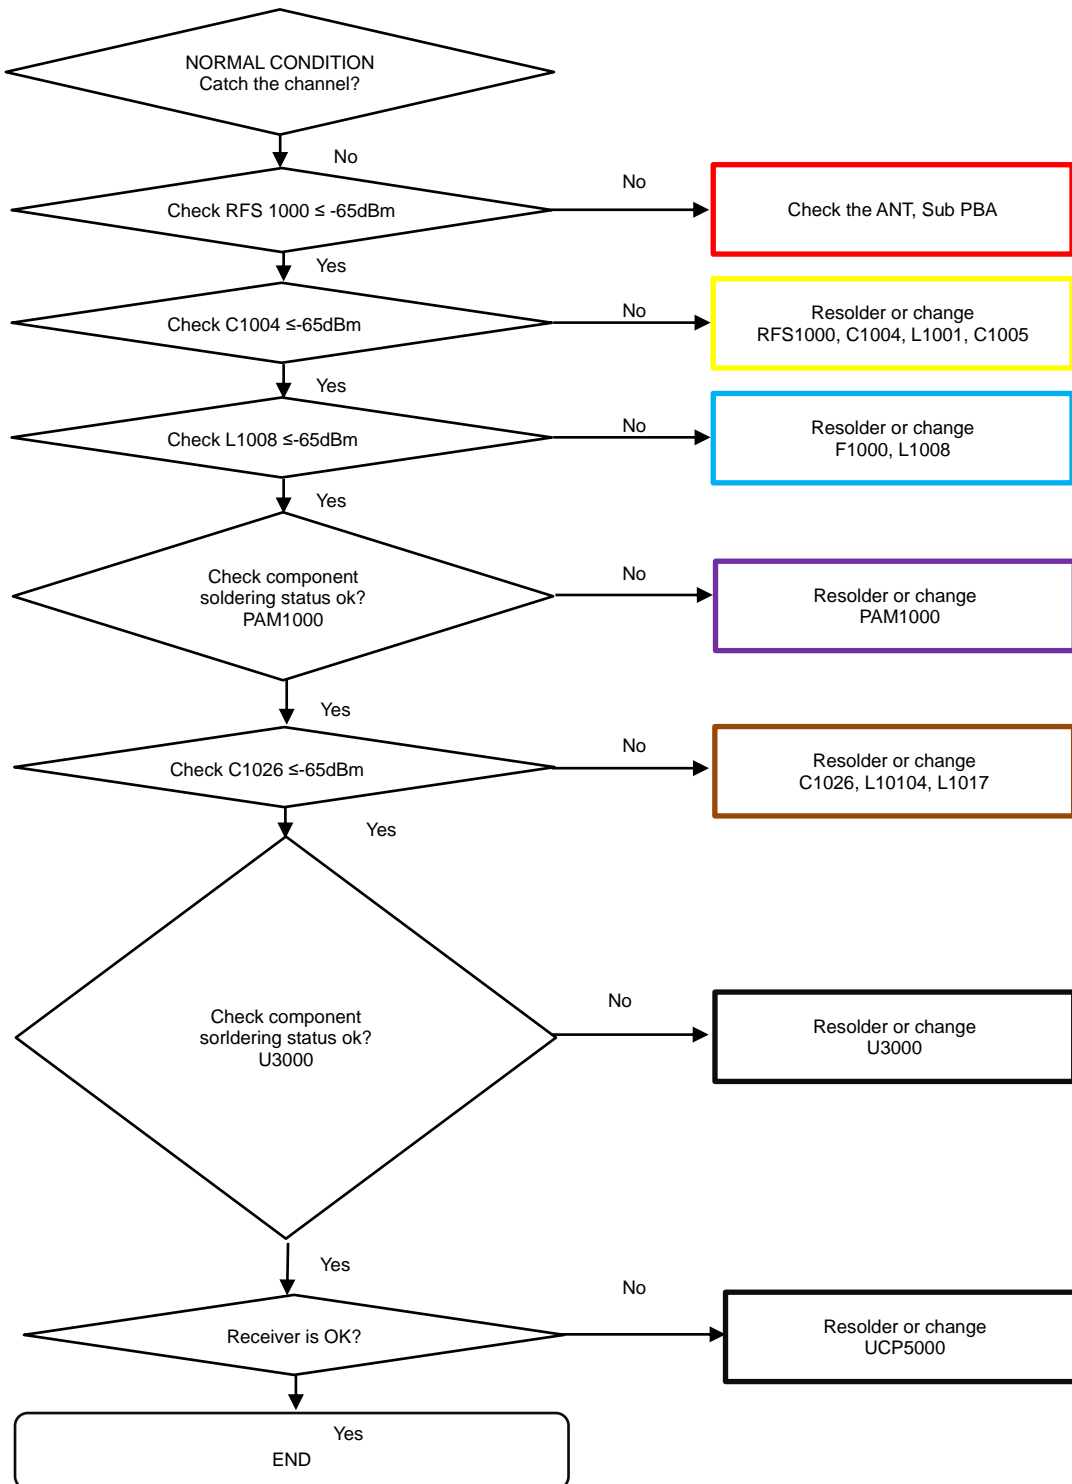 NORMAL CONDITION
Catch the channel?
No
Check RFS 1000 ≤ -65dBm
No
Check the ANT, Sub PBA
Yes
Check C1004 ≤-65dBm
No
Resolder or change
RFS1000, C1004, L1001, C1005
Yes
Check L1008 ≤-65dBm
No
Resolder or change
F1000, L1008
Yes
Check component
soldering status ok?
PAM1000
No
Resolder or change
PAM1000
Yes
Check C1026 ≤-65dBm
No
Resolder or change
C1026, L10104, L1017
Yes
Check component
sorldering status ok?
U3000
No
Resolder or change
U3000
Yes
Receiver is OK?
No
Resolder or change
UCP5000
Yes
END